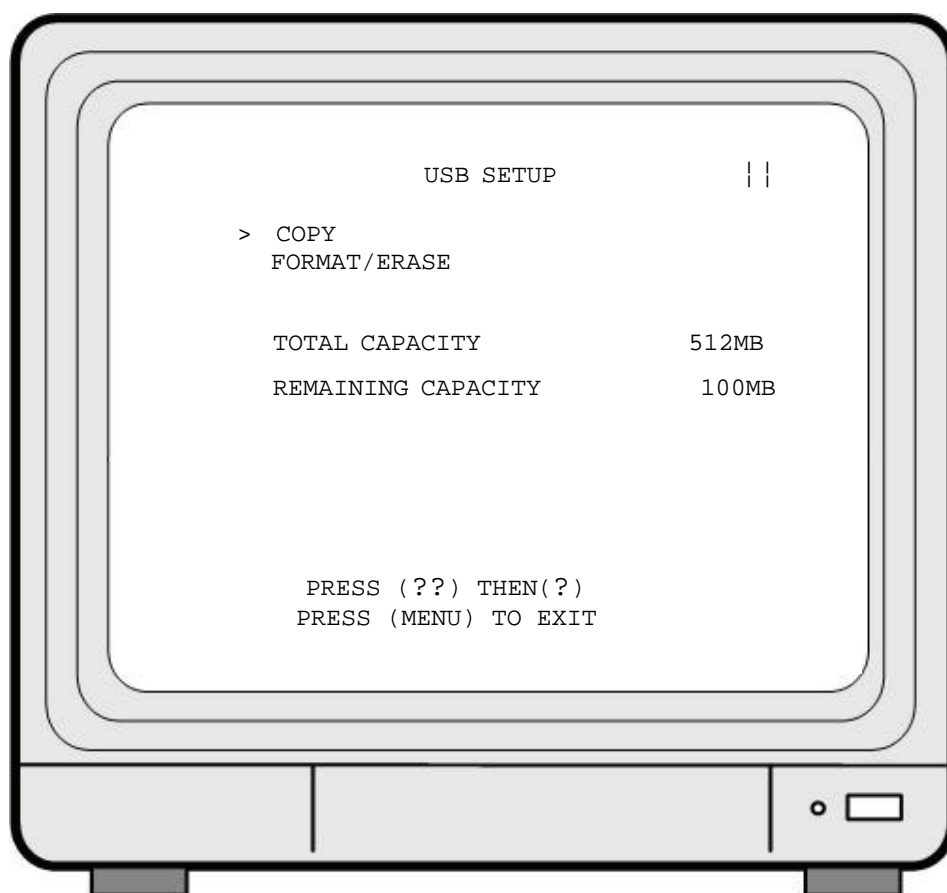 USB SETUP ¦¦
> COPY
FORMAT/ERASE
TOTAL CAPACITY 512MB
REMAINING CAPACITY 100MB
PRESS (??) THEN(?)
PRESS (MENU) TO EXIT